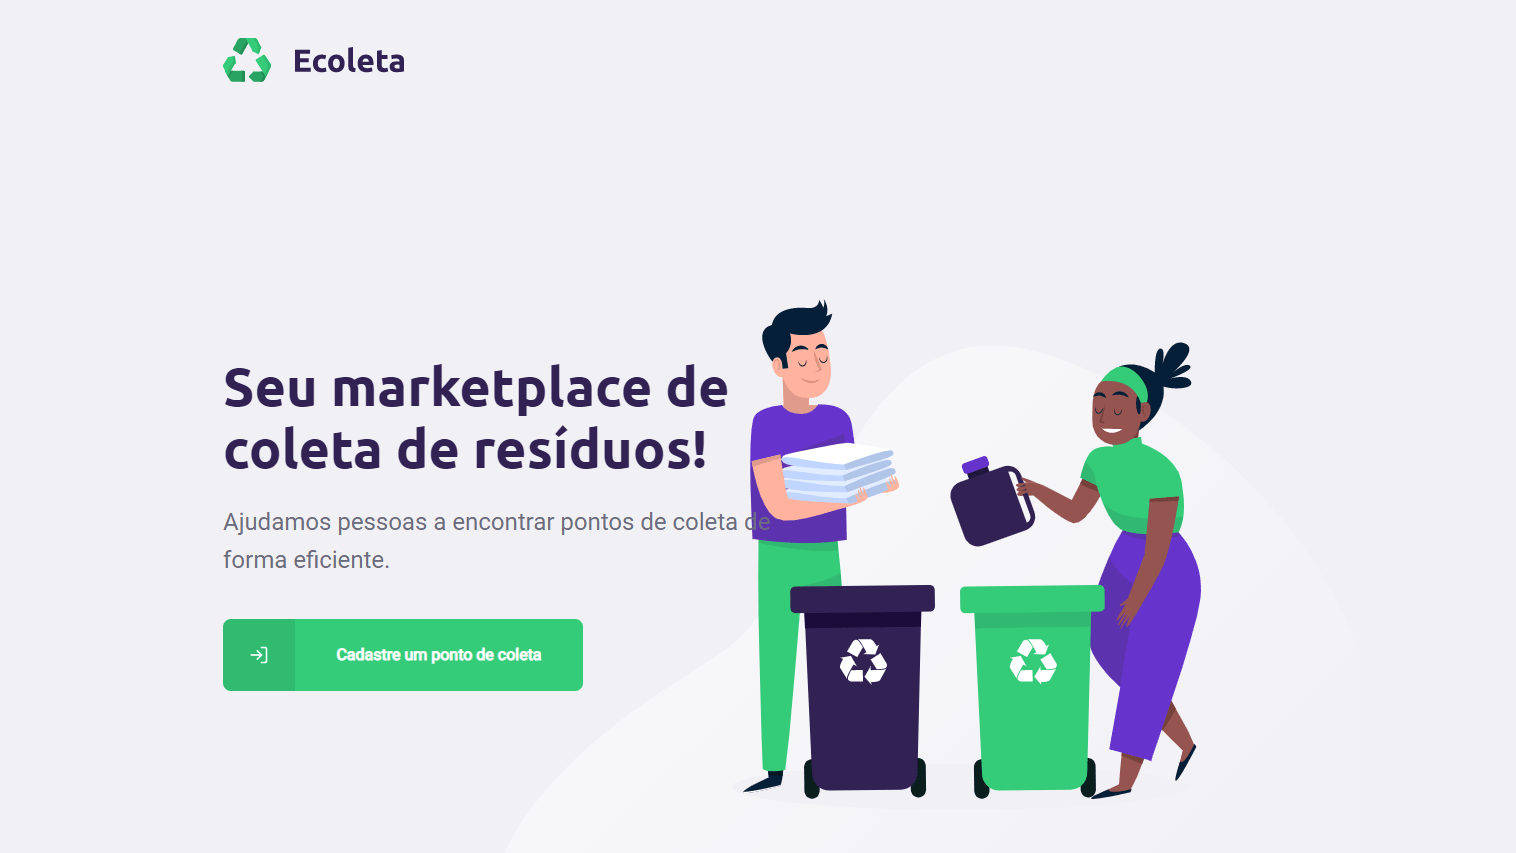 Ecoleta
Seu marketplace de
coleta de resíduos!
Ajudamos pessoas a encontrar pontos de coleta de
forma eficiente.
Cadastre um ponto de coleta